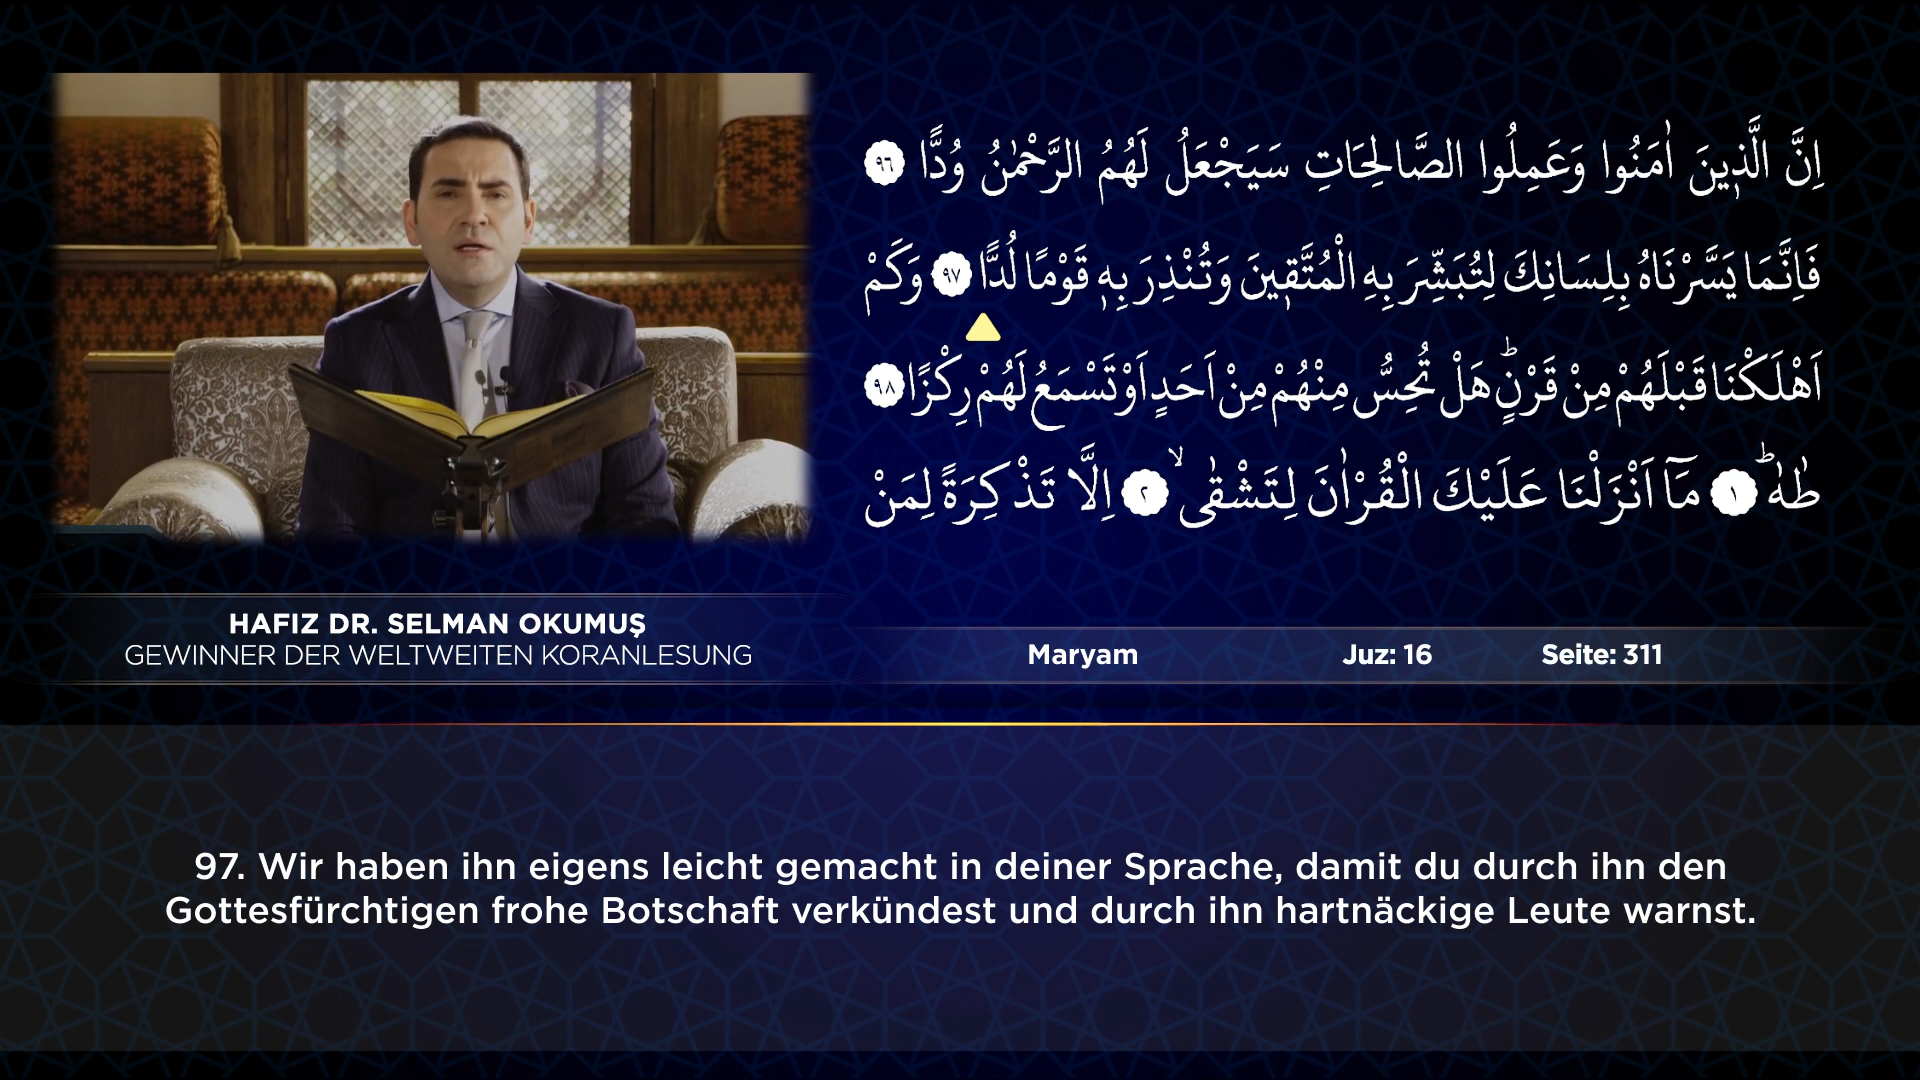 اِنَّ الَّذ۪ينَ اٰمَنُوا وَعَمِلُوا الصَّالِحَاتِ سَيَجْعَلُ لَهُمُ الرَّحْمٰنُ وُدًّا ٩٦
فَاِنَّمَا يَسَّرْنَاهُ بِلِسَانِكَ لِتُبَشِّرَ بِهِ الْمُتَّق۪ينَ وَتُنْذِرَ بِه۪ قَوْمًا لُدًّا ٩٧ وَكَمْ
اَهْلَكْنَا قَبْلَهُمْ مِنْ قَرْنٍۜ هَلْ تُحِسُّ مِنْهُمْ مِنْ اَحَدٍ اَوْ تَسْمَعُ لَهُمْ رِكْزًا ٩٨
طٰهٰۜ ١ مَٓا اَنْزَلْنَا عَلَيْكَ الْقُرْاٰنَ لِتَشْقٰىۙ ٢ اِلَّا تَذْكِرَةً لِمَنْ
HAFIZ DR. SELMAN OKUMUŞ
GEWINNER DER WELTWEITEN KORANLESUNG
Maryam Juz: 16 Seite: 311
97. Wir haben ihn eigens leicht gemacht in deiner Sprache, damit du durch ihn den
Gottesfürchtigen frohe Botschaft verkündest und durch ihn hartnäckige Leute warnst.